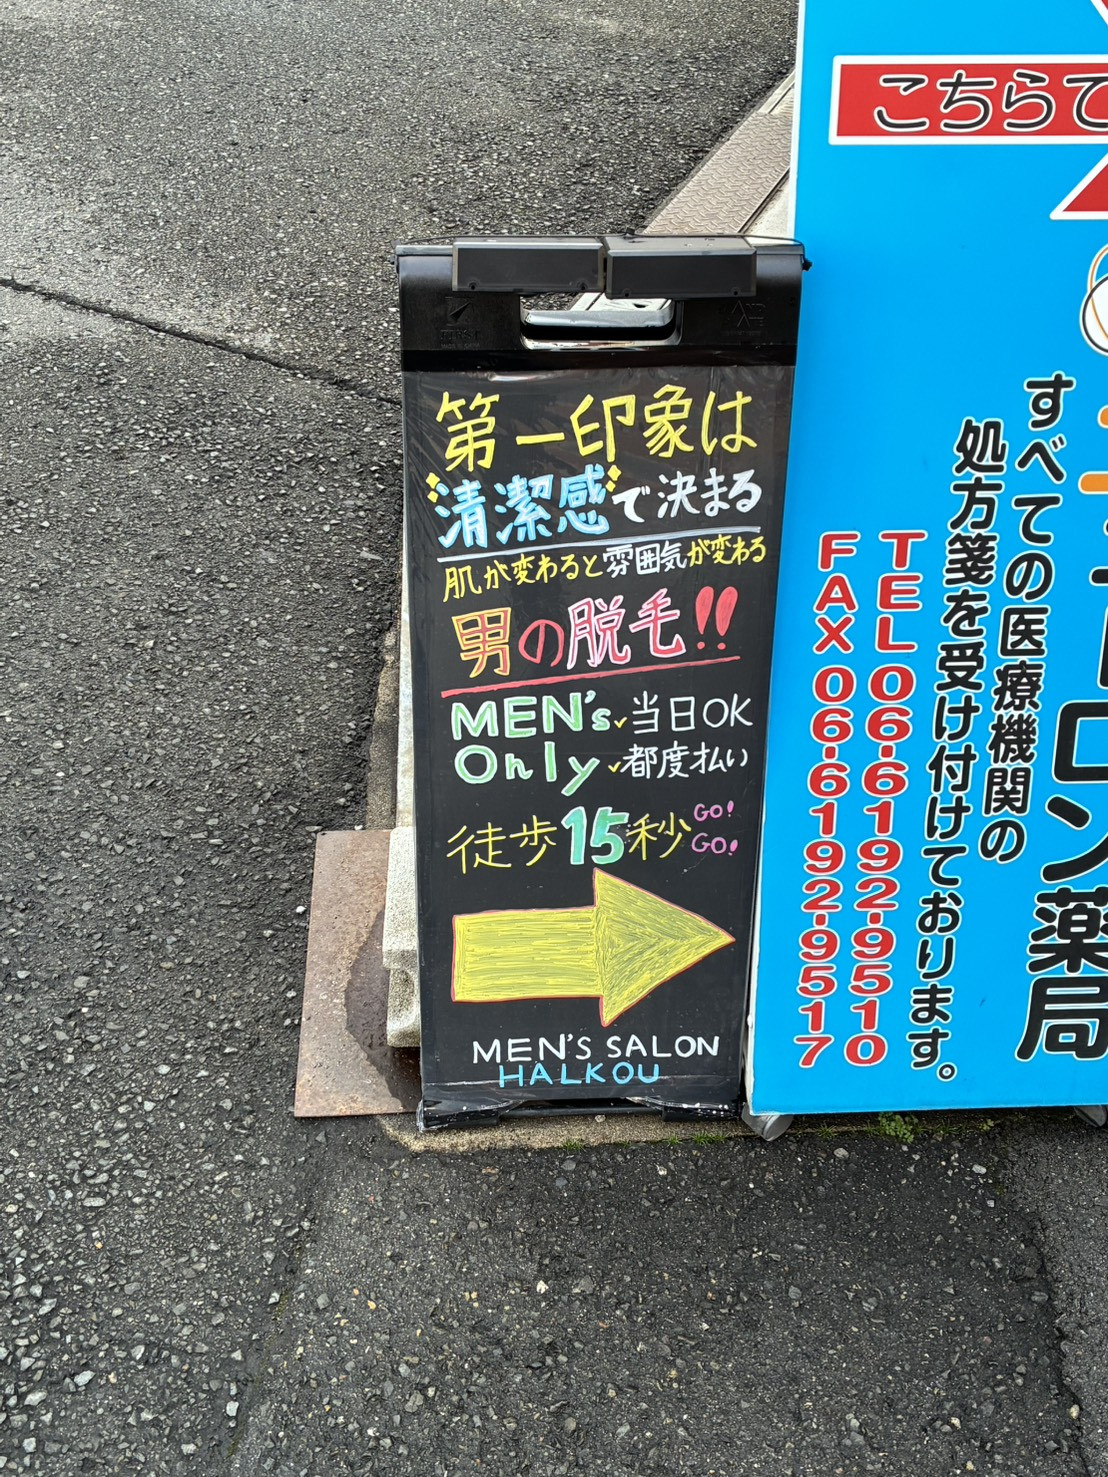 第一印象は
"清潔感"で決まる
肌が変わると雰囲気が変わる
男の脱毛!!
MEN's ✓当日OK
Only ✓都度払い
徒歩15秒 GO! GO!
MEN'S SALON
HALKOU
こちらで
すべての医療機関の
処方箋を受け付けております。
TEL 06-6192-9510
FAX 06-6192-9517
ロン薬局